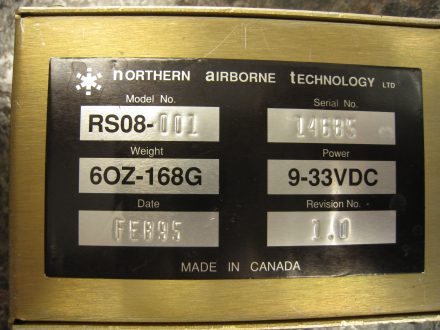 nORTHERN aIRBORNE tECHNOLOGY LTD
Model No. Serial No.
RS08-001 14685
Weight Power
6OZ-168G 9-33VDC
Date Revision No.
FEB95 1.0
MADE IN CANADA